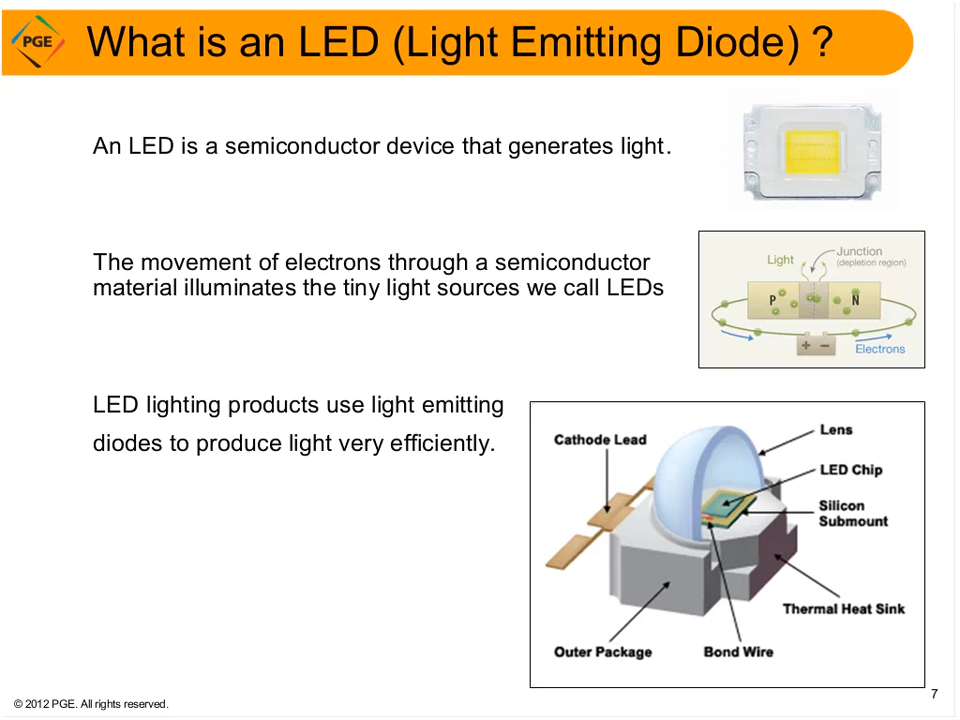 PGE
What is an LED (Light Emitting Diode) ?
An LED is a semiconductor device that generates light.
The movement of electrons through a semiconductor
material illuminates the tiny light sources we call LEDs
Light
Junction
(depletion region)
P
N
+ −
Electrons
LED lighting products use light emitting
diodes to produce light very efficiently.
Cathode Lead
Lens
LED Chip
Silicon
Submount
Thermal Heat Sink
Outer Package
Bond Wire
© 2012 PGE. All rights reserved.
7